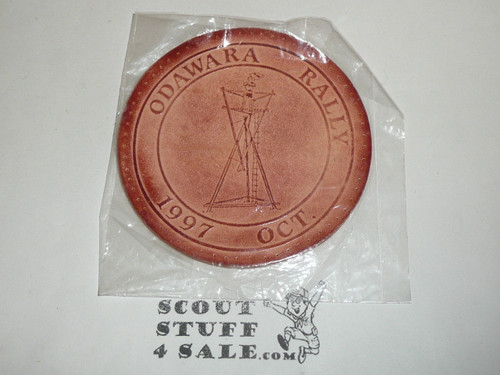 ODAWARA RALLY
1997 OCT.
SCOUT
STUFF
4 SALE.com